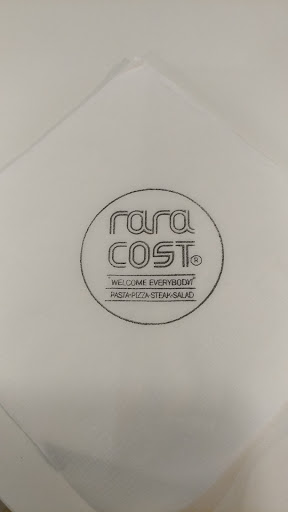 rara
COST®
"WELCOME EVERYBODY"
PASTA•PIZZA•STEAK•SALAD